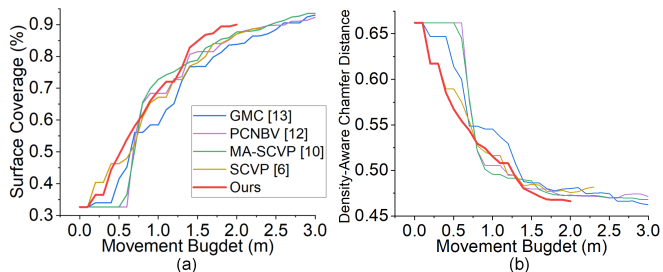 0.9
0.8
0.7
0.6
0.5
0.4
0.3
Surface Coverage (%)
GMC [13]
PCNBV [12]
MA-SCVP [10]
SCVP [6]
Ours
0.0 0.5 1.0 1.5 2.0 2.5 3.0
Movement Bugdet (m)
(a)
Density-Aware Chamfer Distance
0.65
0.60
0.55
0.50
0.45
0.0 0.5 1.0 1.5 2.0 2.5 3.0
Movement Bugdet (m)
(b)